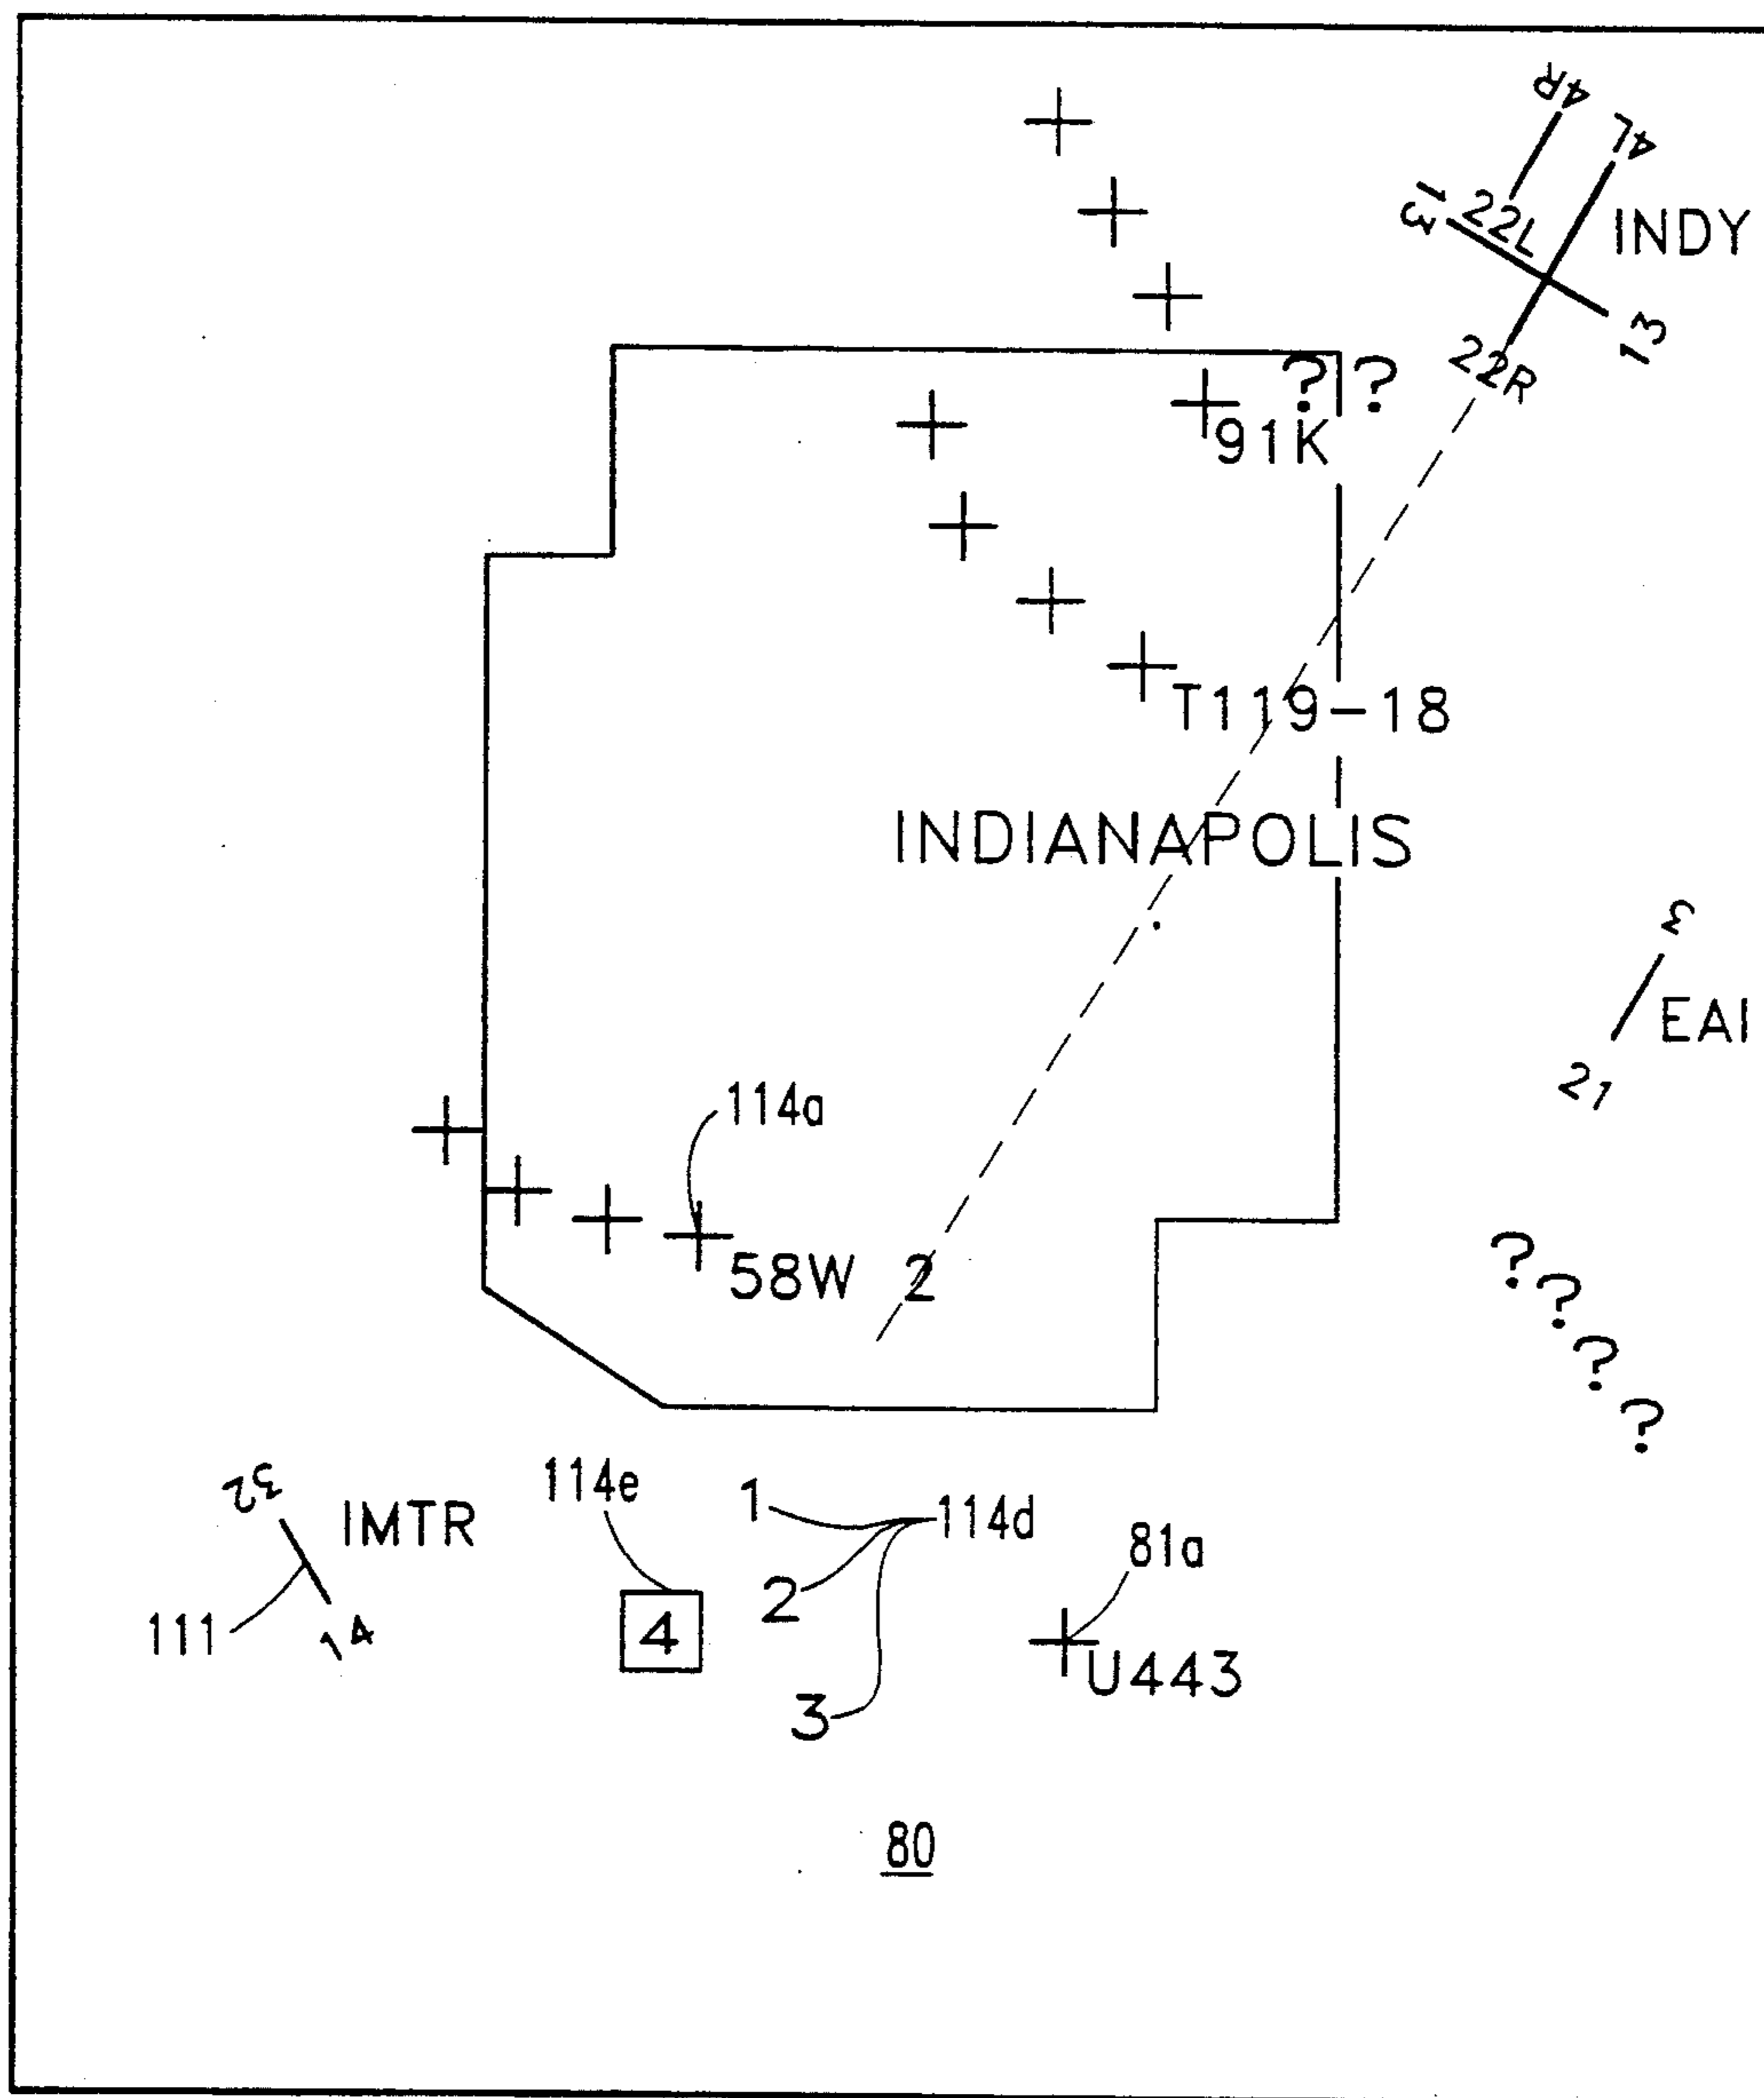 4R
4L
13
22L
INDY
13
22R
? ?
91K
T119-18
INDIANAPOLIS
3
EAI
21
114a
58W 2
?
?
?
?
32
IMTR
114e
1
114d
81a
2
111
14
4
U443
3
80